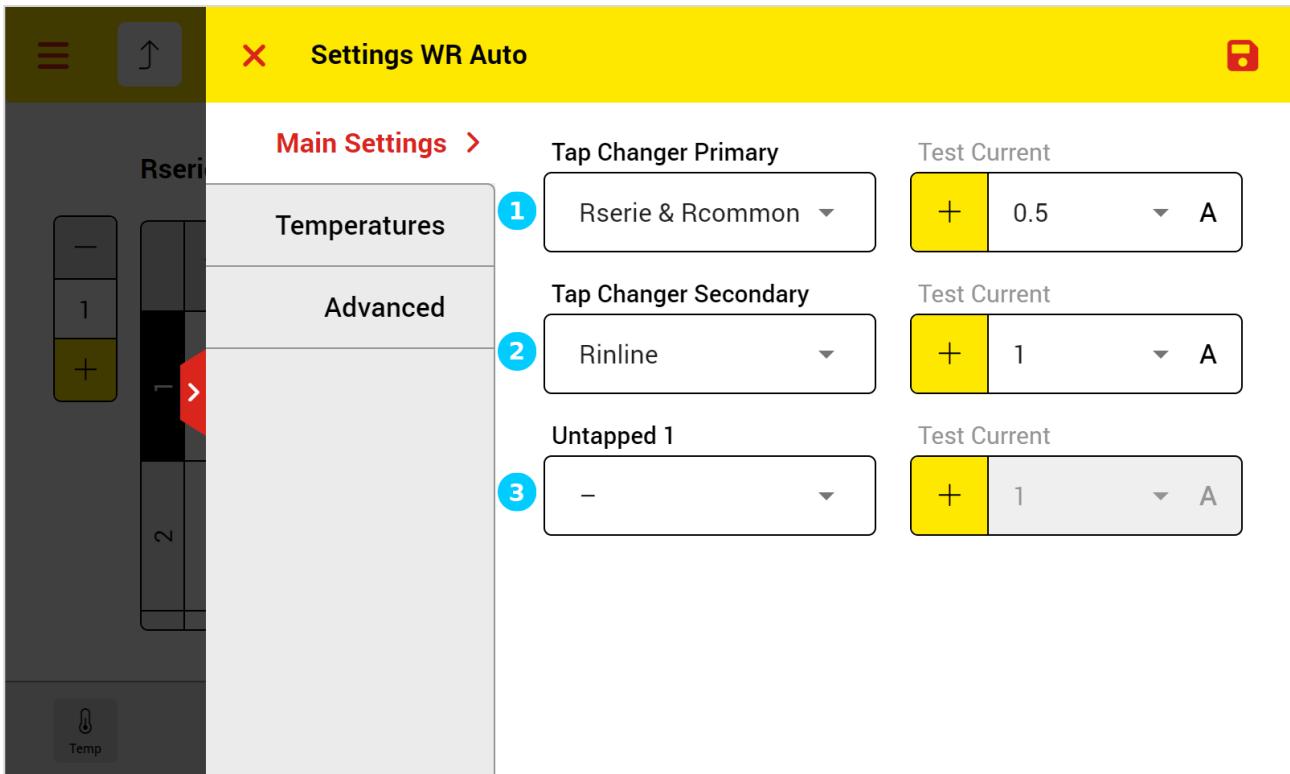 Settings WR Auto
Main Settings
Temperatures
Advanced
Tap Changer Primary
Test Current
1
Rserie & Rcommon
+
0.5
A
Tap Changer Secondary
Test Current
2
Rinline
+
1
A
Untapped 1
Test Current
3
–
+
1
A
Rseri
—
1
+
1
2
Temp